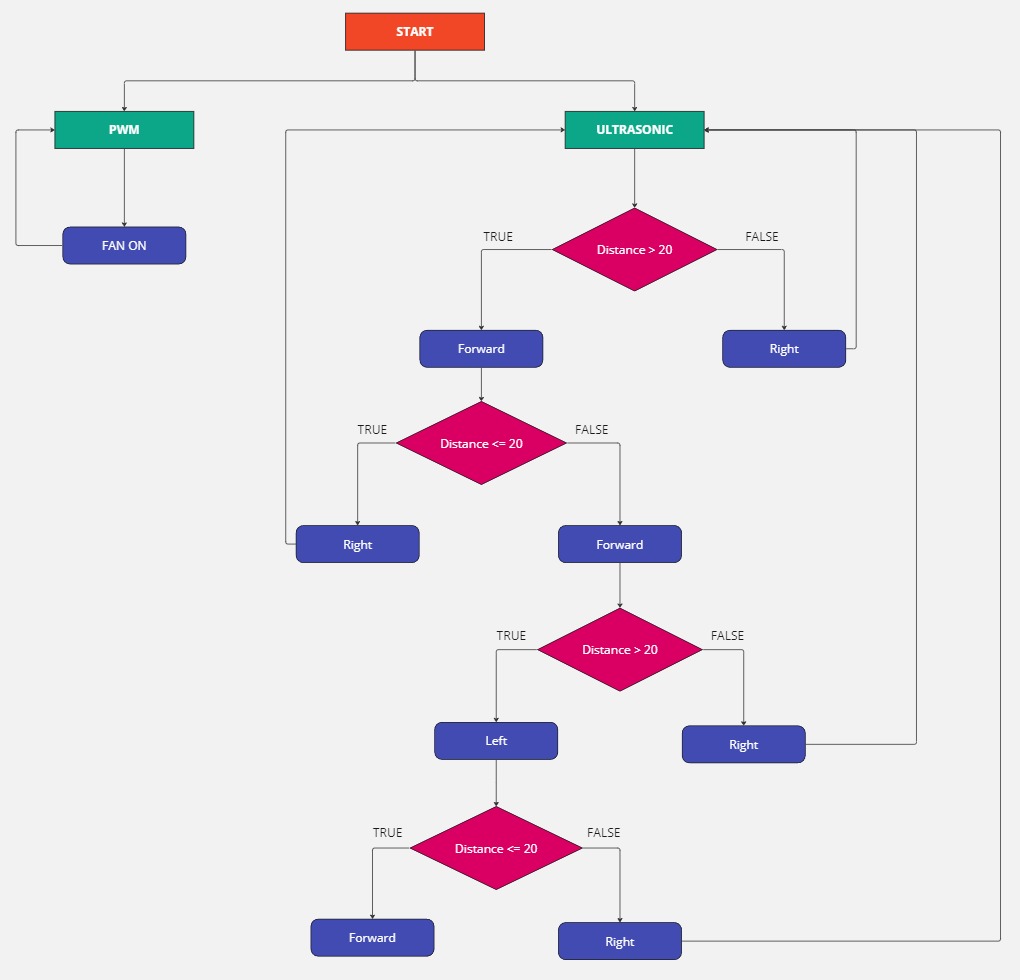 START
PWM
ULTRASONIC
TRUE
FALSE
Distance > 20
FAN ON
Forward
Right
TRUE
FALSE
Distance <= 20
Right
Forward
TRUE
FALSE
Distance > 20
Left
Right
TRUE
FALSE
Distance <= 20
Forward
Right